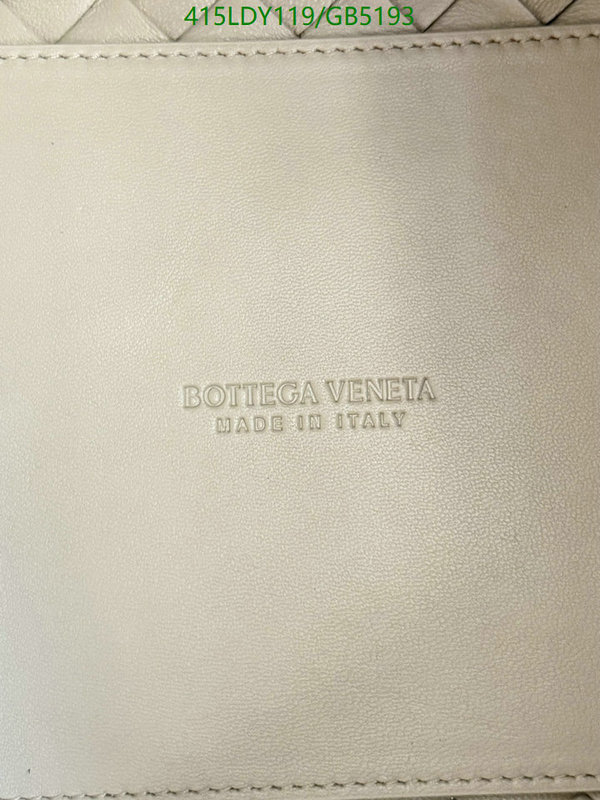 415LDY119/GB5193
BOTTEGA VENETA
MADE IN ITALY